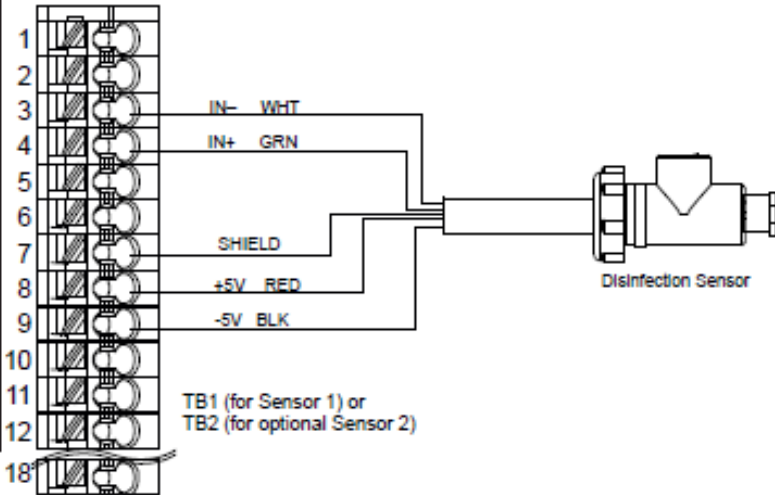 1
2
3 IN– WHT
4 IN+ GRN
5
6
7 SHIELD
8 +5V RED
9 -5V BLK
10
11
12
18
Disinfection Sensor
TB1 (for Sensor 1) or
TB2 (for optional Sensor 2)